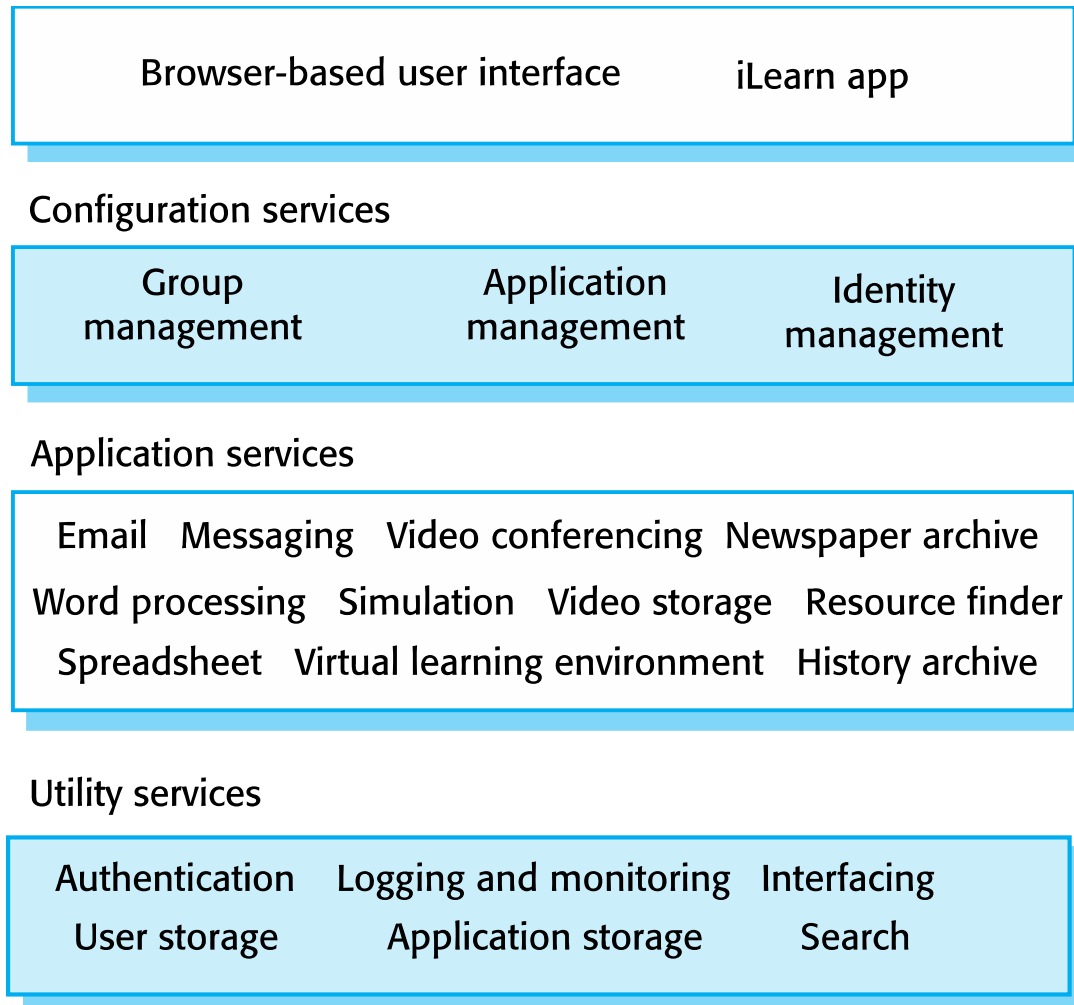 Browser-based user interface iLearn app
Configuration services
Group management Application management Identity management
Application services
Email Messaging Video conferencing Newspaper archive
Word processing Simulation Video storage Resource finder
Spreadsheet Virtual learning environment History archive
Utility services
Authentication Logging and monitoring Interfacing
User storage Application storage Search